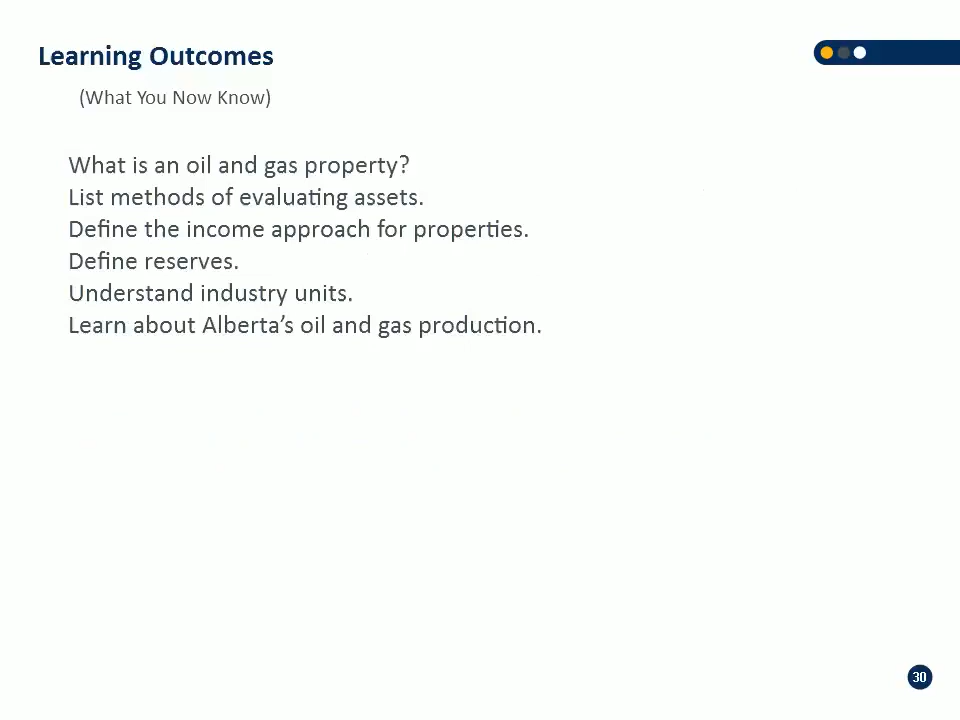 Learning Outcomes
(What You Now Know)
What is an oil and gas property?
List methods of evaluating assets.
Define the income approach for properties.
Define reserves.
Understand industry units.
Learn about Alberta’s oil and gas production.
30